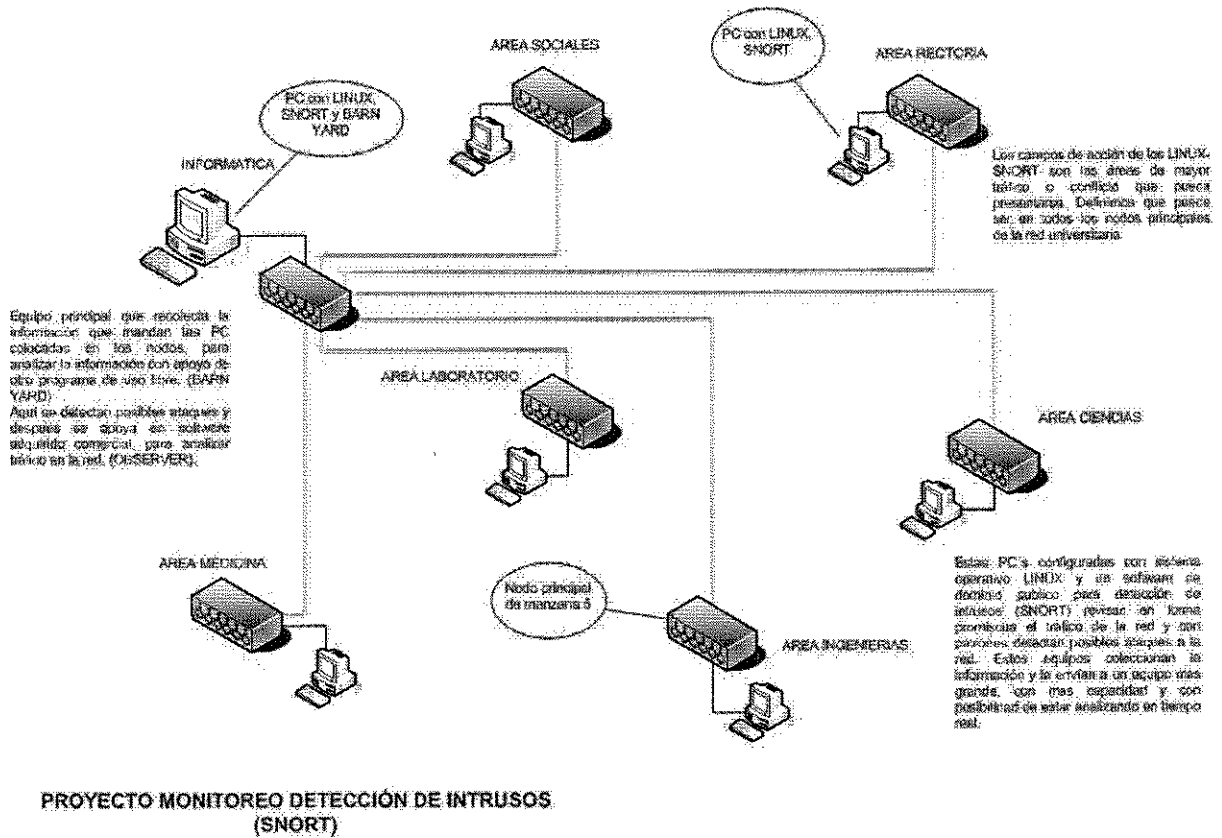 AREA SOCIALES
PC con LINUX,
SNORT
AREA RECTORIA
PC con LINUX,
SNORT y BARN
YARD
INFORMATICA
Los campos de acción de los LINUX-
SNORT son las áreas de mayor
tráfico o conflicto que pueda
presentarse. Definimos que puede
ser, en todos los nodos principales
de la red universitaria.
Equipo principal que recolecta la
información que mandan las PC
colocadas en los nodos, para
analizar la información con apoyo de
otro programa de uso libre. (BARN
YARD)
Aquí se detectan posibles ataques y
después se apoya en software
adquirido comercial, para analizar
tráfico en la red. (OBSERVER).
AREA LABORATORIO
AREA CIENCIAS
AREA MEDICINA
Nodo principal
de manzana 6
AREA INGENIERIAS
Estas PC's configuradas con sistema
operativo LINUX y un software de
dominio publico para detección de
intrusos (SNORT) revisan en forma
promiscua el tráfico de la red y con
patrones detectan posibles ataques a la
red. Estos equipos coleccionan la
información y la envían a un equipo mas
grande, con mas capacidad y con
posibilidad de estar analizando en tiempo
real.
PROYECTO MONITOREO DETECCIÓN DE INTRUSOS
(SNORT)